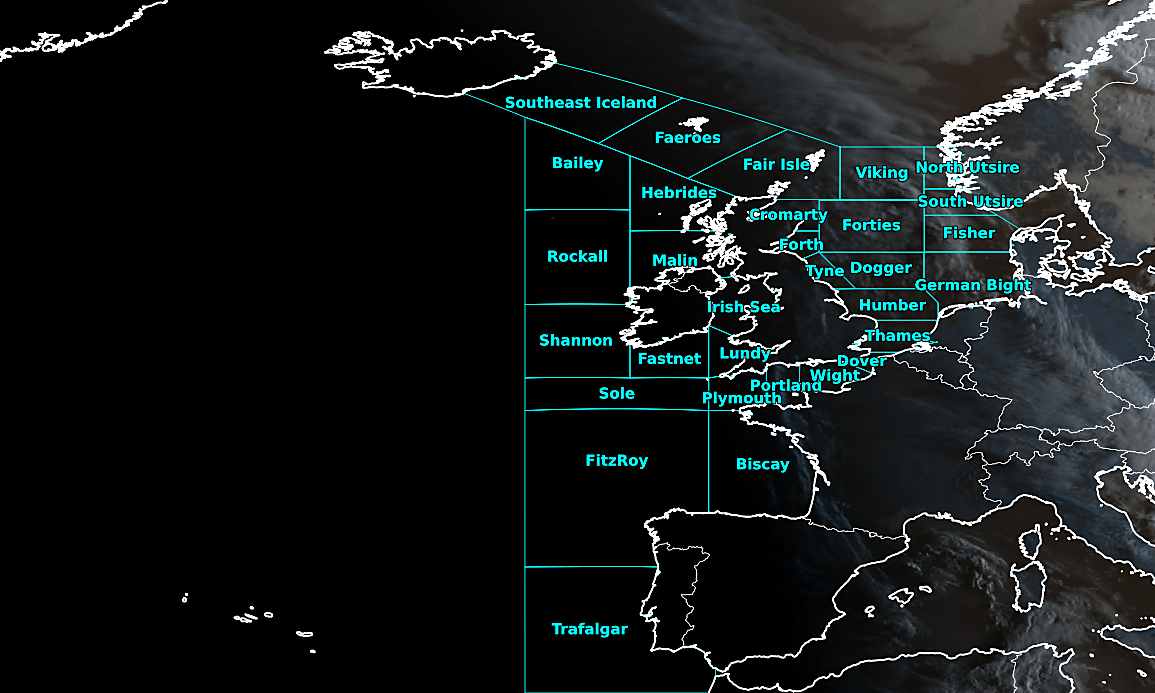 Southeast Iceland
Faeroes
Bailey
Fair Isle
Viking
North Utsire
Hebrides
South Utsire
Cromarty
Forties
Fisher
Forth
Rockall
Malin
Tyne
Dogger
German Bight
Irish Sea
Humber
Shannon
Thames
Fastnet
Lundy
Dover
Wight
Portland
Sole
Plymouth
FitzRoy
Biscay
Trafalgar